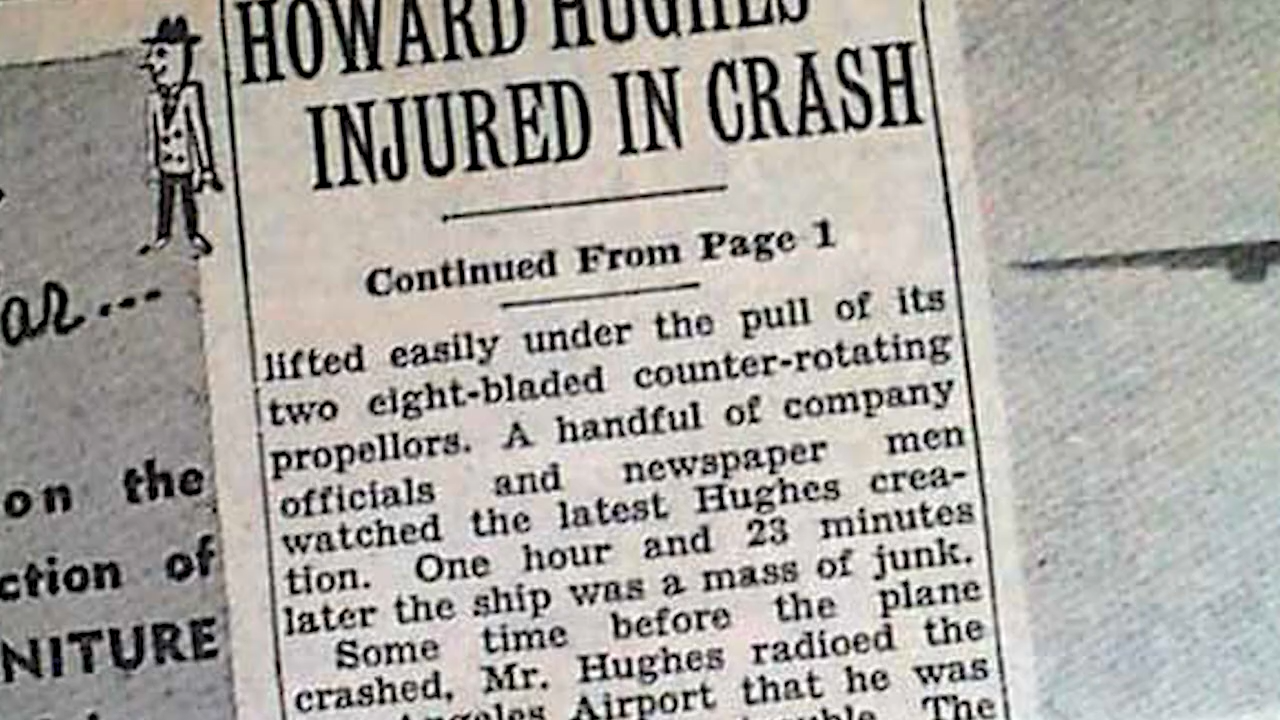 HOWARD HUGHES
INJURED IN CRASH
Continued From Page 1
lifted easily under the pull of its
two eight-bladed counter-rotating
propellors. A handful of company
officials and newspaper men
watched the latest Hughes crea-
tion. One hour and 23 minutes
later the ship was a mass of junk.
Some time before the plane
crashed, Mr. Hughes radioed the
Airport that he was
The
on the
of